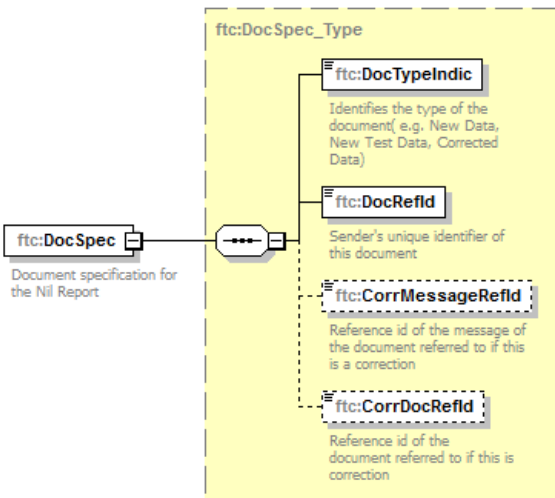 ftc:DocSpec_Type
ftc:DocTypeIndic
Identifies the type of the
document( e.g. New Data,
New Test Data, Corrected
Data)
ftc:DocRefId
Sender's unique identifier of
this document
ftc:DocSpec
Document specification for
the Nil Report
ftc:CorrMessageRefId
Reference id of the message of
the document referred to if this
is a correction
ftc:CorrDocRefId
Reference id of the
document referred to if this is
correction